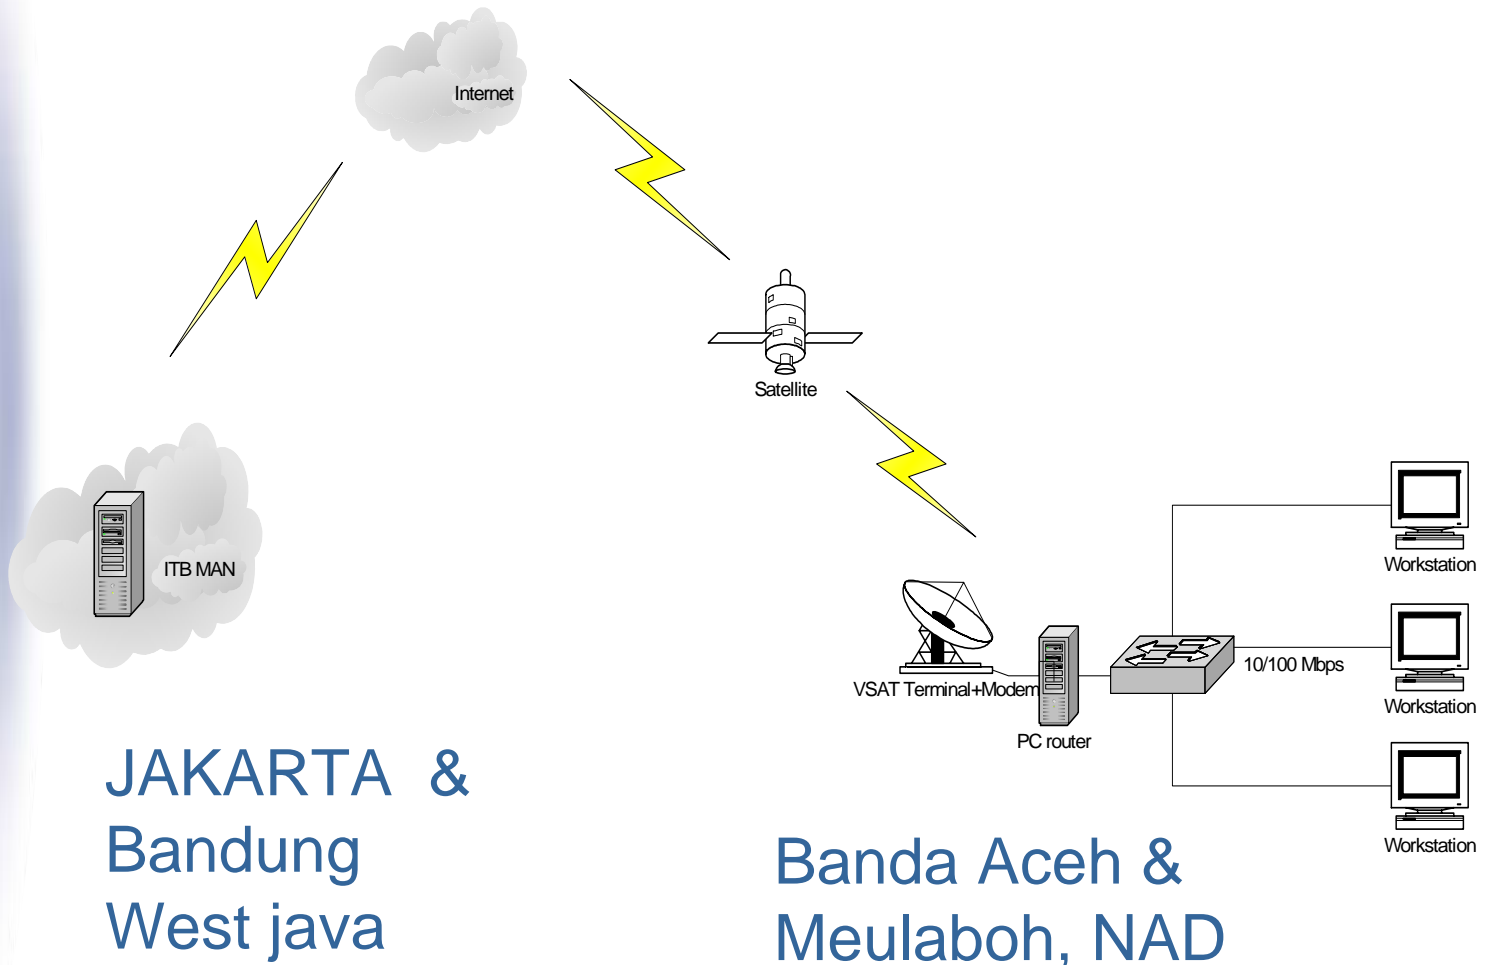 Internet
Satellite
ITB MAN
Workstation
10/100 Mbps
VSAT Terminal+Modem
Workstation
PC router
Workstation
JAKARTA &
Bandung
West java
Banda Aceh &
Meulaboh, NAD